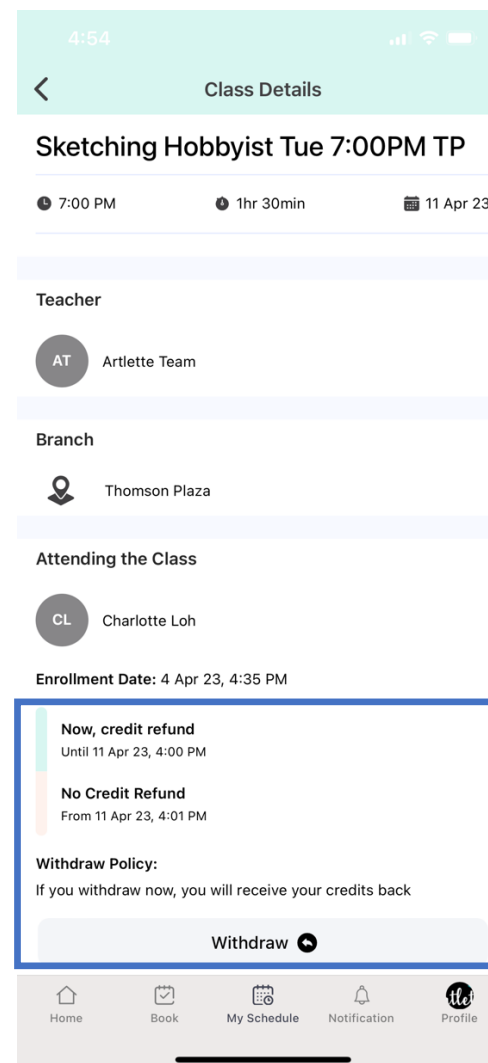 4:54
Class Details
Sketching Hobbyist Tue 7:00PM TP
7:00 PM 1hr 30min 11 Apr 23
Teacher
AT Artlette Team
Branch
Thomson Plaza
Attending the Class
CL Charlotte Loh
Enrollment Date: 4 Apr 23, 4:35 PM
Now, credit refund
Until 11 Apr 23, 4:00 PM
No Credit Refund
From 11 Apr 23, 4:01 PM
Withdraw Policy:
If you withdraw now, you will receive your credits back
Withdraw
tlet
Home Book My Schedule Notification Profile